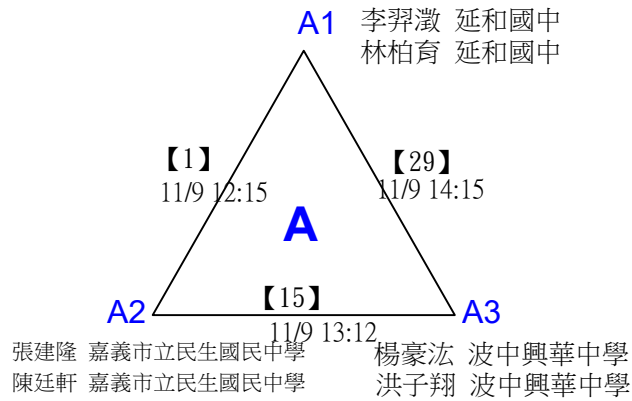 A1
李羿澂 延和國中
林柏育 延和國中
【1】
11/9 12:15
【29】
11/9 14:15
A
【15】
11/9 13:12
A2
A3
張建隆 嘉義市立民生國民中學
陳廷軒 嘉義市立民生國民中學
楊豪汯 波中興華中學
洪子翔 波中興華中學